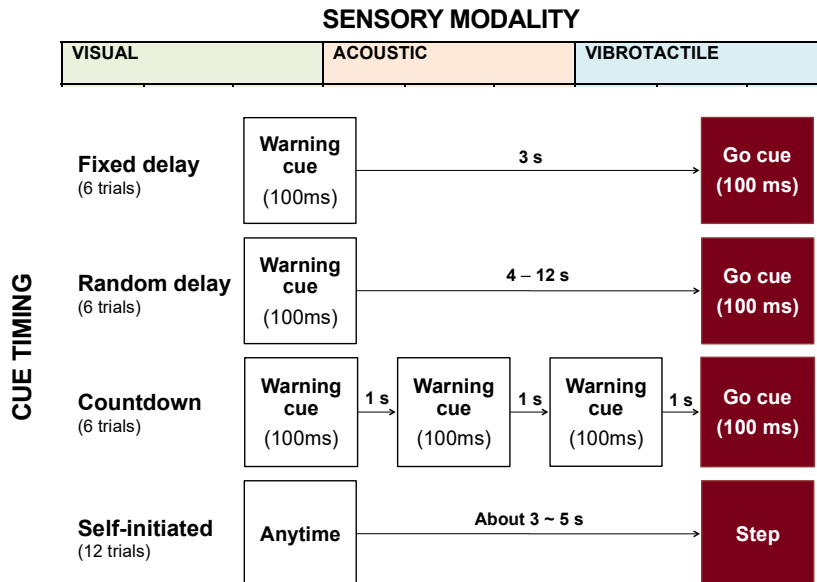 SENSORY MODALITY
VISUAL
ACOUSTIC
VIBROTACTILE
CUE TIMING
Fixed delay
(6 trials)
Warning
cue
(100ms)
3 s
Go cue
(100 ms)
Random delay
(6 trials)
Warning
cue
(100ms)
4 – 12 s
Go cue
(100 ms)
Countdown
(6 trials)
Warning
cue
(100ms)
1 s
Warning
cue
(100ms)
1 s
Warning
cue
(100ms)
1 s
Go cue
(100 ms)
Self-initiated
(12 trials)
Anytime
About 3 ~ 5 s
Step